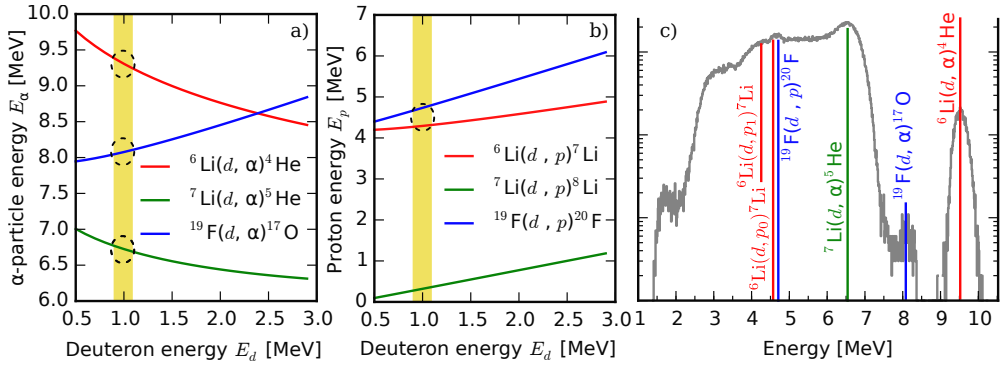 a)
α-particle energy E_α [MeV]
10.0
9.5
9.0
8.5
8.0
7.5
7.0
6.5
6.0
⁶Li(d, α)⁴He
⁷Li(d, α)⁵He
¹⁹F(d, α)¹⁷O
0.5 1.0 1.5 2.0 2.5 3.0
Deuteron energy E_d [MeV]
b)
Proton energy E_p [MeV]
7
6
5
4
3
2
1
0
⁶Li(d , p)⁷Li
⁷Li(d , p)⁸Li
¹⁹F(d , p)²⁰F
0.5 1.0 1.5 2.0 2.5 3.0
Deuteron energy E_d [MeV]
c)
⁶Li(d, p₀)⁷Li
⁶Li(d, p₁)⁷Li
¹⁹F(d , p)²⁰F
⁷Li(d, α)⁵He
¹⁹F(d, α)¹⁷O
⁶Li(d, α)⁴He
1 2 3 4 5 6 7 8 9 10
Energy [MeV]